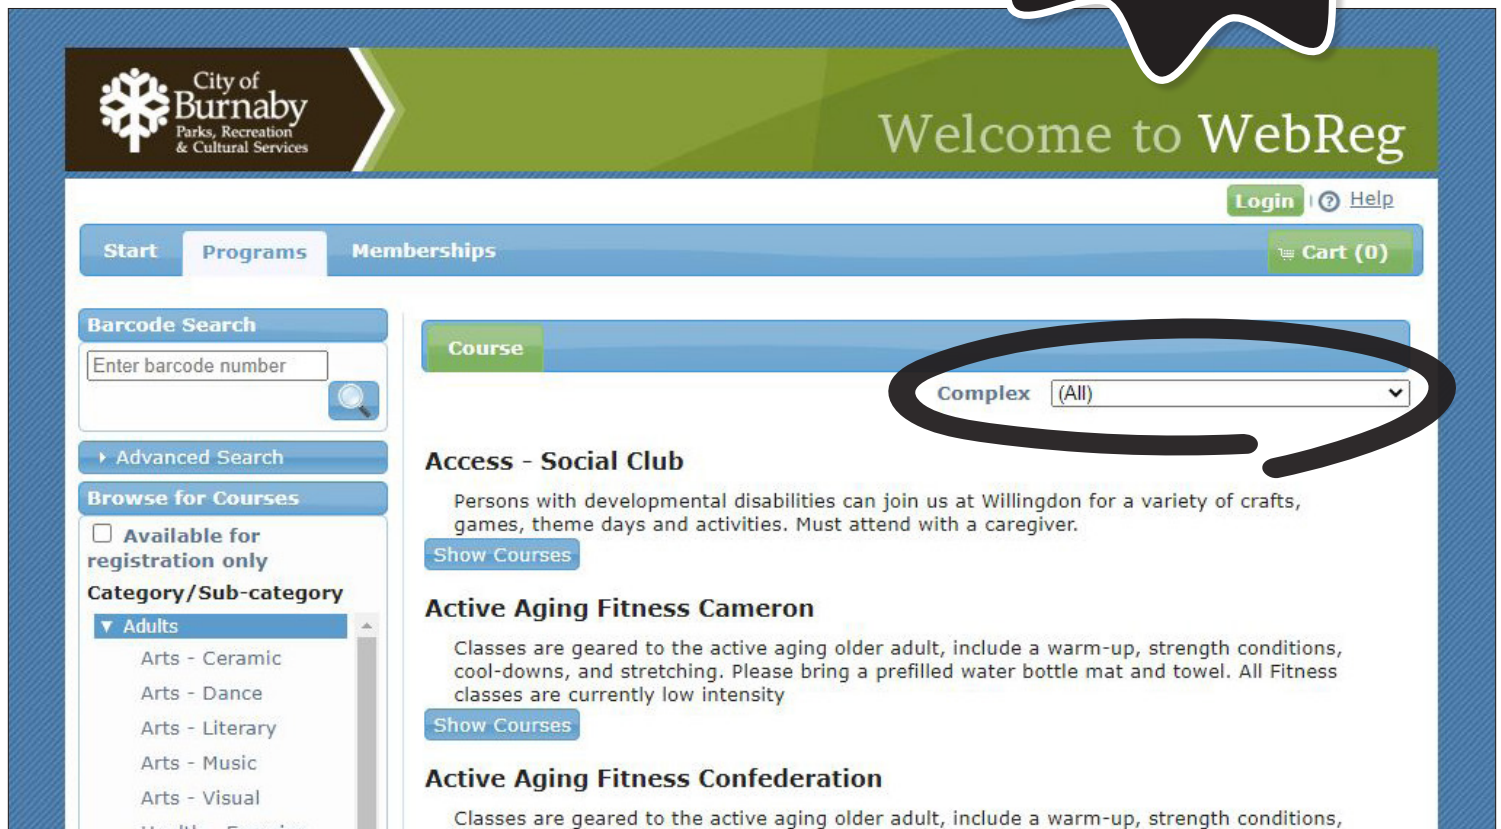 City of
Burnaby
Parks, Recreation
& Cultural Services
Welcome to WebReg
Login
Help
Start
Programs
Memberships
Cart (0)
Barcode Search
Enter barcode number
Advanced Search
Browse for Courses
Available for
registration only
Category/Sub-category
Adults
Arts - Ceramic
Arts - Dance
Arts - Literary
Arts - Music
Arts - Visual
Course
Complex (All)
Access - Social Club
Persons with developmental disabilities can join us at Willingdon for a variety of crafts,
games, theme days and activities. Must attend with a caregiver.
Show Courses
Active Aging Fitness Cameron
Classes are geared to the active aging older adult, include a warm-up, strength conditions,
cool-downs, and stretching. Please bring a prefilled water bottle mat and towel. All Fitness
classes are currently low intensity
Show Courses
Active Aging Fitness Confederation
Classes are geared to the active aging older adult, include a warm-up, strength conditions,